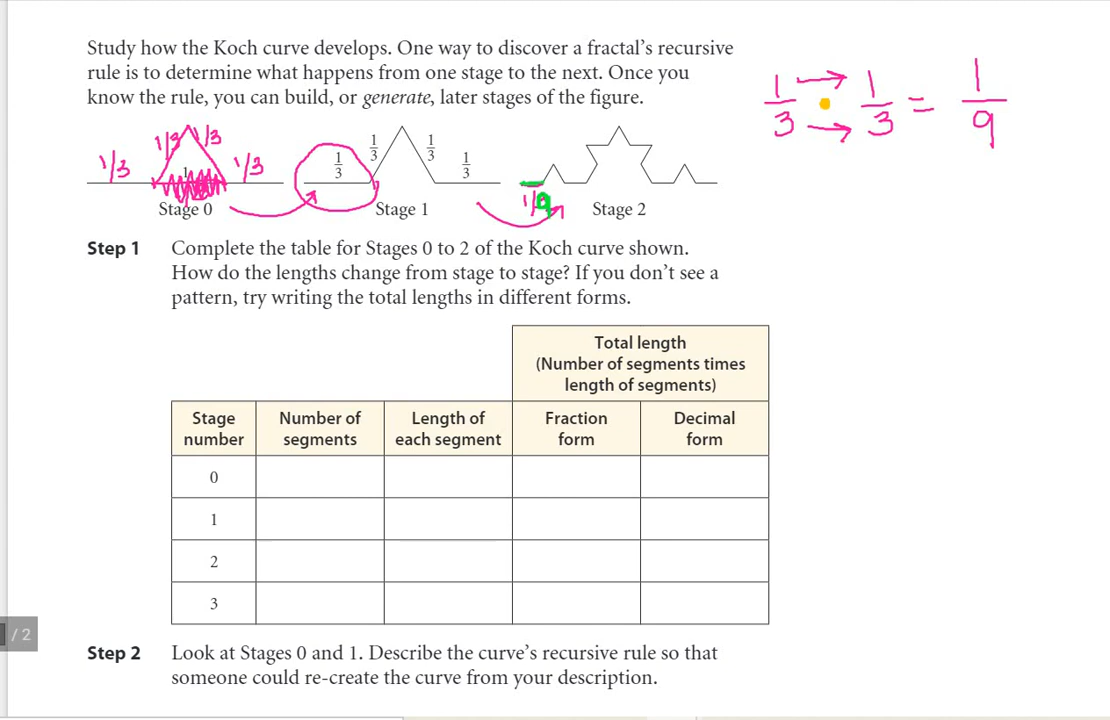 Study how the Koch curve develops. One way to discover a fractal's recursive
rule is to determine what happens from one stage to the next. Once you
know the rule, you can build, or generate, later stages of the figure.
1/3 · 1/3 = 1/9
1/3 1/3 1/3 1/3 1
1/3 1/3 1/3 1/3
1/9
Stage 0 Stage 1 Stage 2
Step 1 Complete the table for Stages 0 to 2 of the Koch curve shown.
How do the lengths change from stage to stage? If you don't see a
pattern, try writing the total lengths in different forms.
Total length
(Number of segments times
length of segments)
Stage number Number of segments Length of each segment Fraction form Decimal form
0
1
2
3
/ 2
Step 2 Look at Stages 0 and 1. Describe the curve's recursive rule so that
someone could re-create the curve from your description.